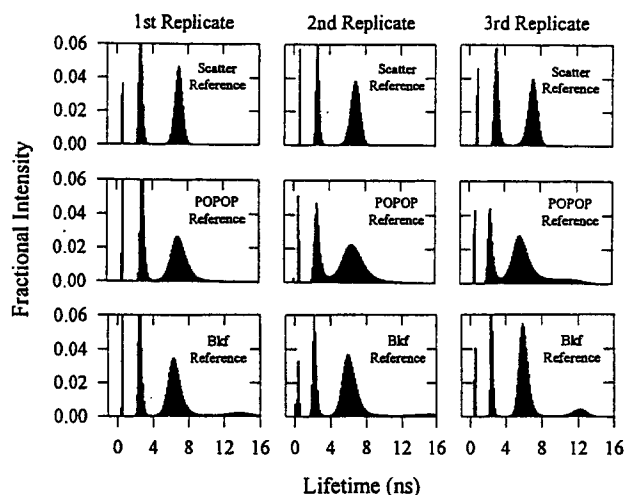 1st Replicate 2nd Replicate 3rd Replicate
Fractional Intensity
0.06
0.04
0.02
0.00
Scatter
Reference
Scatter
Reference
Scatter
Reference
0.06
0.04
0.02
0.00
POPOP
Reference
POPOP
Reference
POPOP
Reference
0.06
0.04
0.02
0.00
Bkf
Reference
Bkf
Reference
Bkf
Reference
0 4 8 12 16 0 4 8 12 16 0 4 8 12 16
Lifetime (ns)